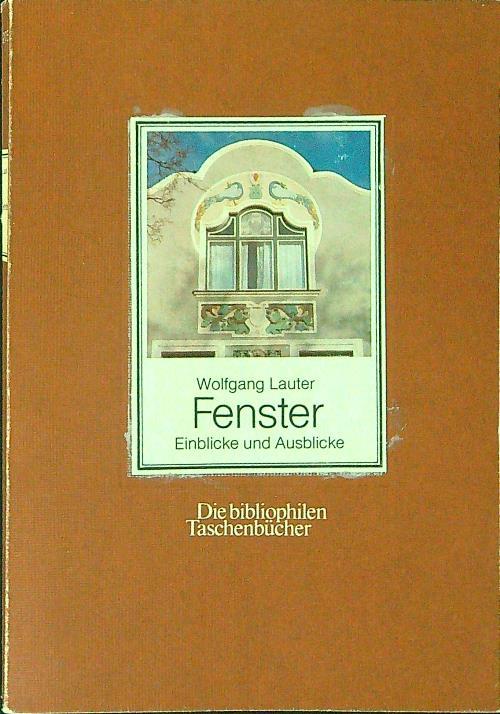 Wolfgang Lauter
Fenster
Einblicke und Ausblicke
Die bibliophilen
Taschenbücher